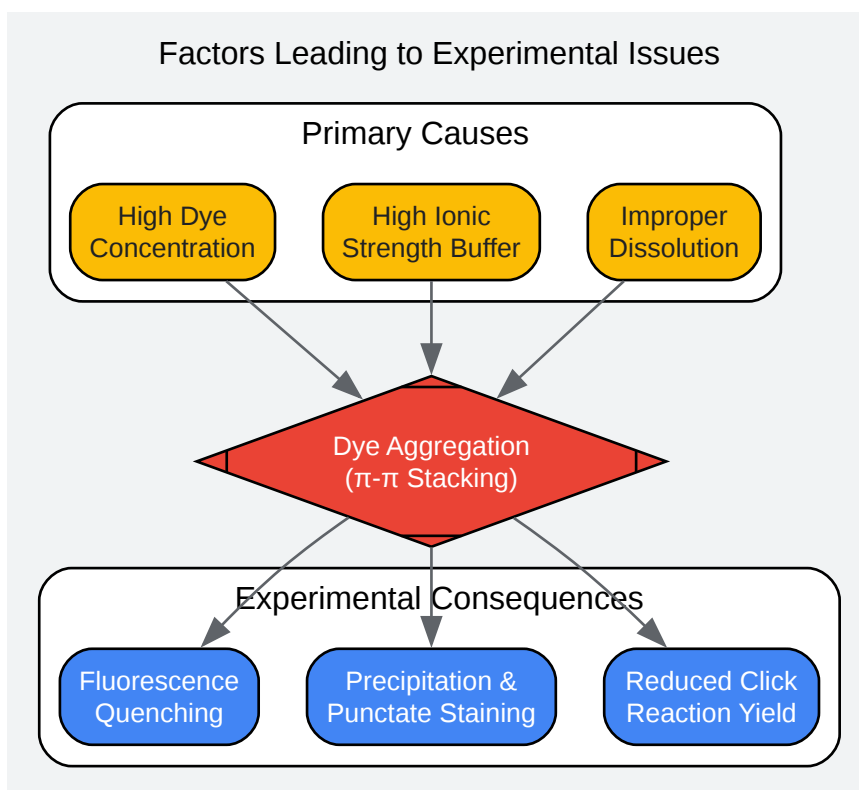 Factors Leading to Experimental Issues
Primary Causes
High Dye
Concentration
High Ionic
Strength Buffer
Improper
Dissolution
Dye Aggregation
(π-π Stacking)
Experimental Consequences
Fluorescence
Quenching
Precipitation &
Punctate Staining
Reduced Click
Reaction Yield